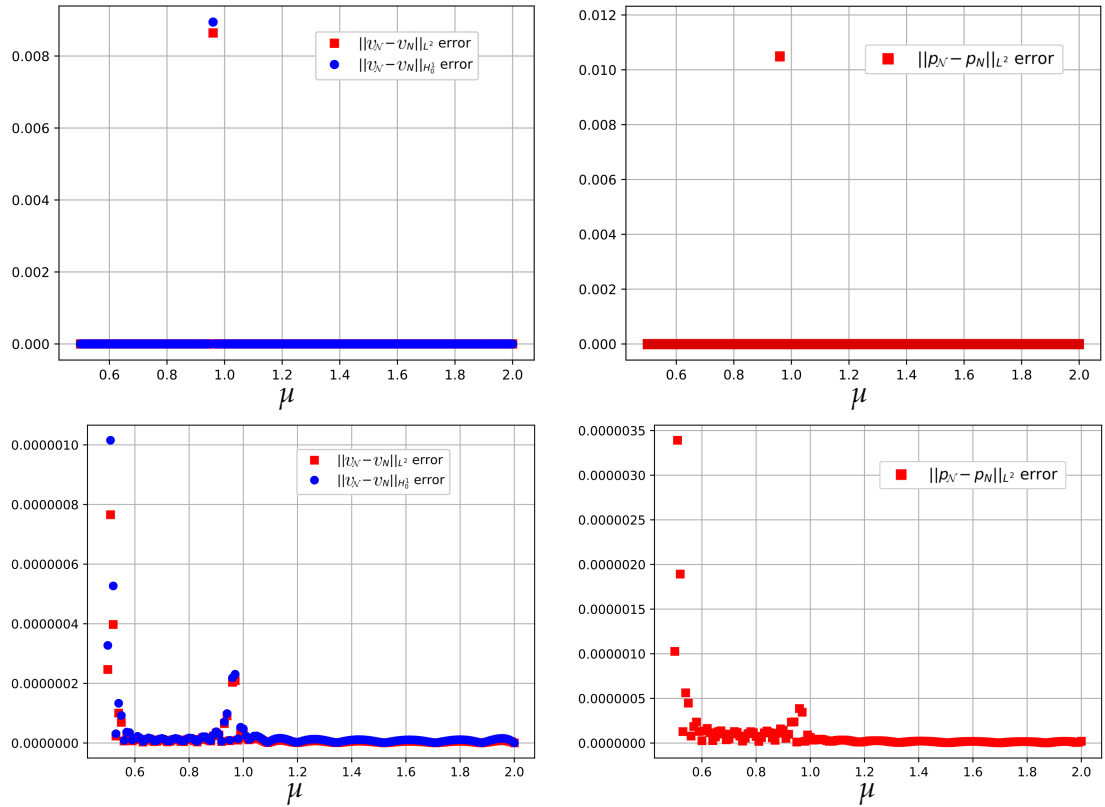 0.008
0.006
0.004
0.002
0.000
||v𝒩 − vN||L² error
||v𝒩 − vN||H¹₀ error
0.6 0.8 1.0 1.2 1.4 1.6 1.8 2.0
μ
0.012
0.010
0.008
0.006
0.004
0.002
0.000
||p𝒩 − pN||L² error
0.6 0.8 1.0 1.2 1.4 1.6 1.8 2.0
μ
0.0000010
0.0000008
0.0000006
0.0000004
0.0000002
0.0000000
||v𝒩 − vN||L² error
||v𝒩 − vN||H¹₀ error
0.6 0.8 1.0 1.2 1.4 1.6 1.8 2.0
μ
0.0000035
0.0000030
0.0000025
0.0000020
0.0000015
0.0000010
0.0000005
0.0000000
||p𝒩 − pN||L² error
0.6 0.8 1.0 1.2 1.4 1.6 1.8 2.0
μ